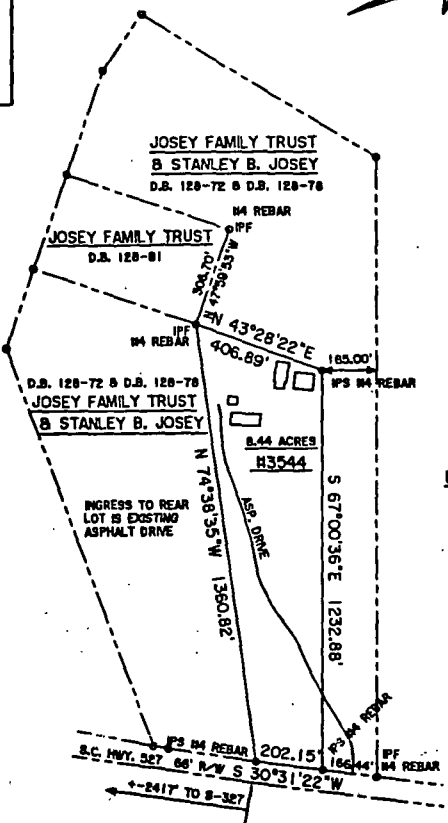 JOSEY FAMILY TRUST
& STANLEY B. JOSEY
D.B. 128-72 & D.B. 128-78
#4 REBAR
IPF
JOSEY FAMILY TRUST
D.B. 128-81
306.70'
47°59'53"W
IPF
#4 REBAR
N 43°28'22"E
406.89'
165.00'
IPS #4 REBAR
D.B. 128-72 & D.B. 128-78
JOSEY FAMILY TRUST
& STANLEY B. JOSEY
8.44 ACRES
#3544
INGRESS TO REAR
LOT IS EXISTING
ASPHALT DRIVE
N 74°38'35"W 1360.82'
ASP. DRIVE
S 67°00'36"E 1232.88'
IPS #4 REBAR
IPS #4 REBAR
202.15'
166.44'
IPF
#4 REBAR
S.C. HWY. 527 66' R/W S 30°31'22"W
+-2417' TO S-327